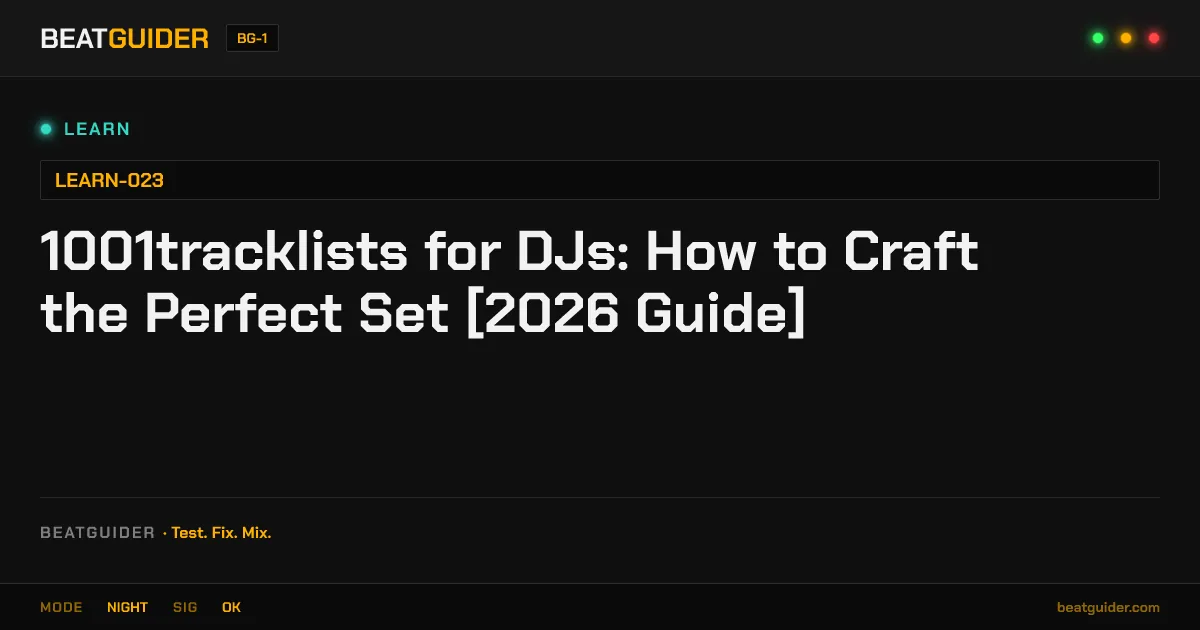 BEATGUIDER BG-1
LEARN
LEARN-023
1001tracklists for DJs: How to Craft
the Perfect Set [2026 Guide]
BEATGUIDER · Test. Fix. Mix.
MODE NIGHT SIG OK beatguider.com